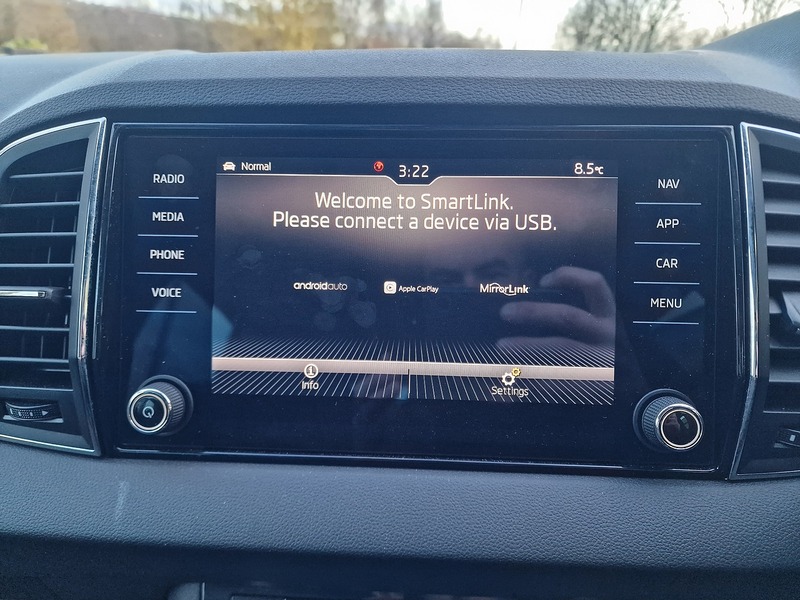 Normal 3:22 8.5°C
Welcome to SmartLink.
Please connect a device via USB.
androidauto Apple CarPlay MirrorLink
Info Settings
RADIO
MEDIA
PHONE
VOICE
NAV
APP
CAR
MENU